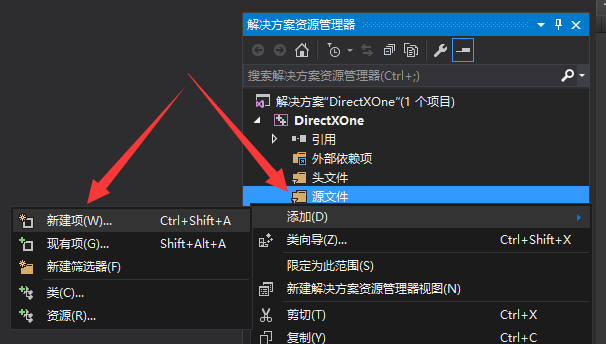 解决方案资源管理器
搜索解决方案资源管理器(Ctrl+;)
解决方案"DirectXOne"(1 个项目)
DirectXOne
引用
外部依赖项
头文件
源文件
新建项(W)... Ctrl+Shift+A
现有项(G)... Shift+Alt+A
新建筛选器(F)
类(C)...
资源(R)...
添加(D)
类向导(Z)... Ctrl+Shift+X
限定为此范围(S)
新建解决方案资源管理器视图(N)
剪切(T) Ctrl+X
复制(Y) Ctrl+C